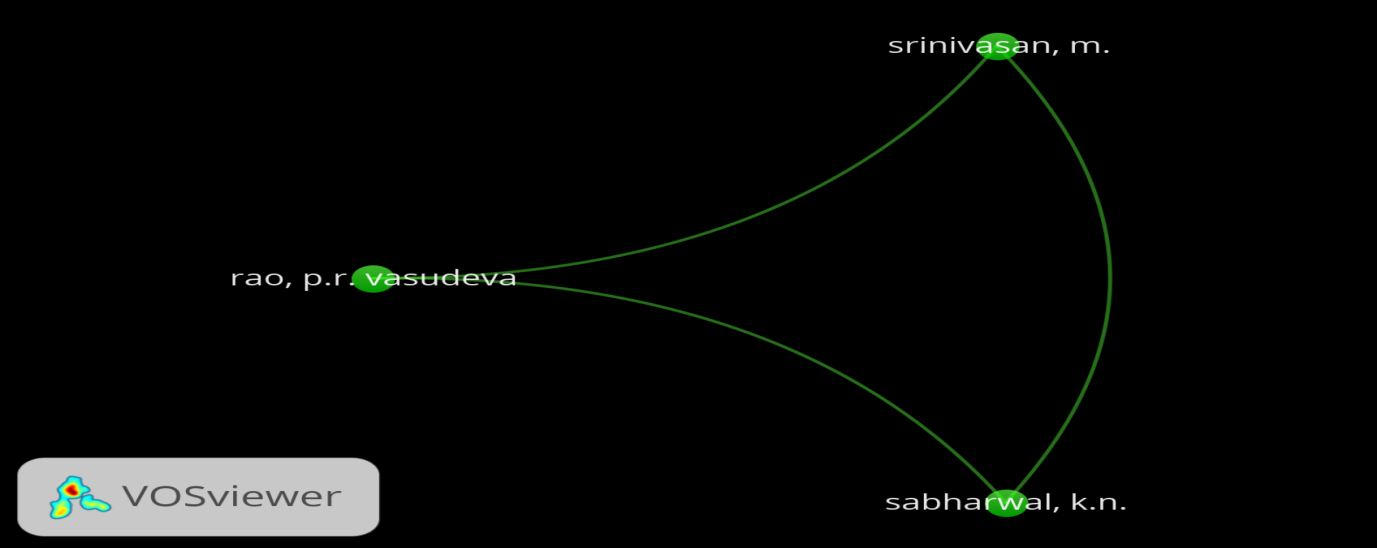 srinivasan, m.
rao, p.r. vasudeva
sabharwal, k.n.
VOSviewer